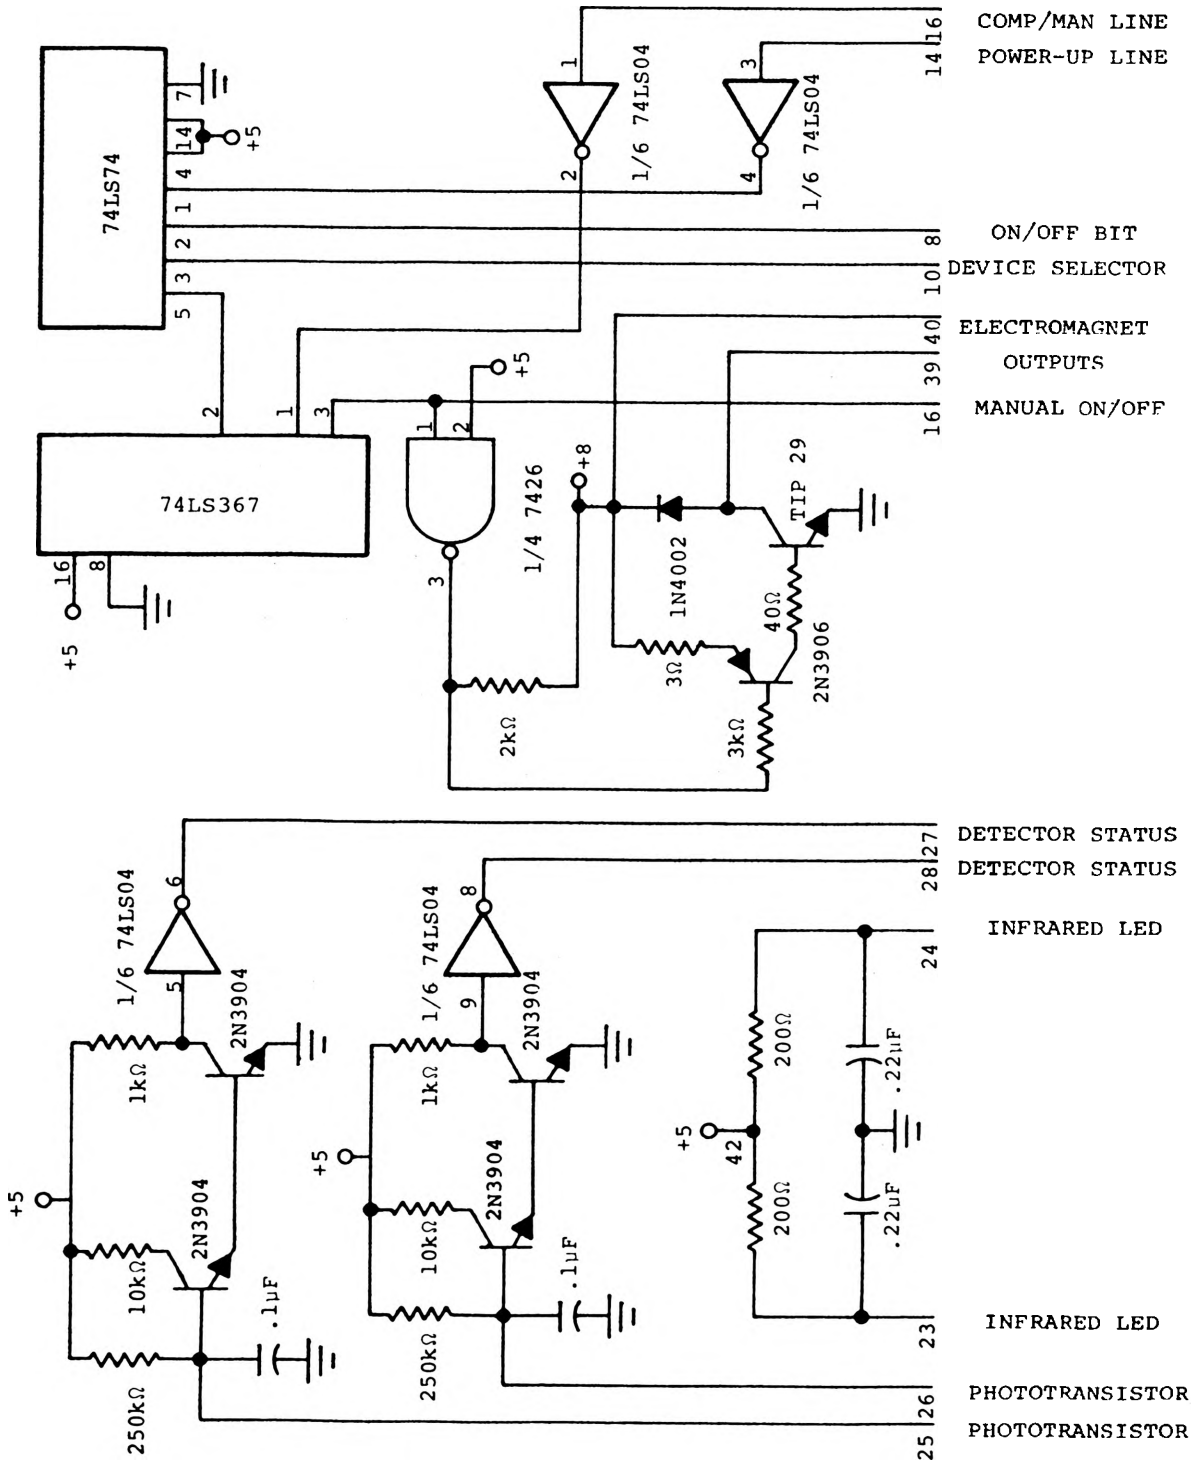 COMP/MAN LINE
16
POWER-UP LINE
14
74LS74
7
14
+5
4
1
2
3
5
1
2
1/6 74LS04
3
4
1/6 74LS04
8
ON/OFF BIT
10
DEVICE SELECTOR
40
ELECTROMAGNET
39
OUTPUTS
16
MANUAL ON/OFF
2
1
3
74LS367
16
8
+5
1
2
+5
3
1/4 7426
+8
2kΩ
1N4002
TIP 29
3Ω
40Ω
3kΩ
2N3906
27
DETECTOR STATUS
28
DETECTOR STATUS
6
1/6 74LS04
5
2N3904
1kΩ
+5
10kΩ
2N3904
.1µF
250kΩ
8
1/6 74LS04
9
2N3904
1kΩ
+5
10kΩ
2N3904
.1µF
250kΩ
24
INFRARED LED
200Ω
.22µF
+5
42
200Ω
.22µF
23
INFRARED LED
26
PHOTOTRANSISTOR
25
PHOTOTRANSISTOR